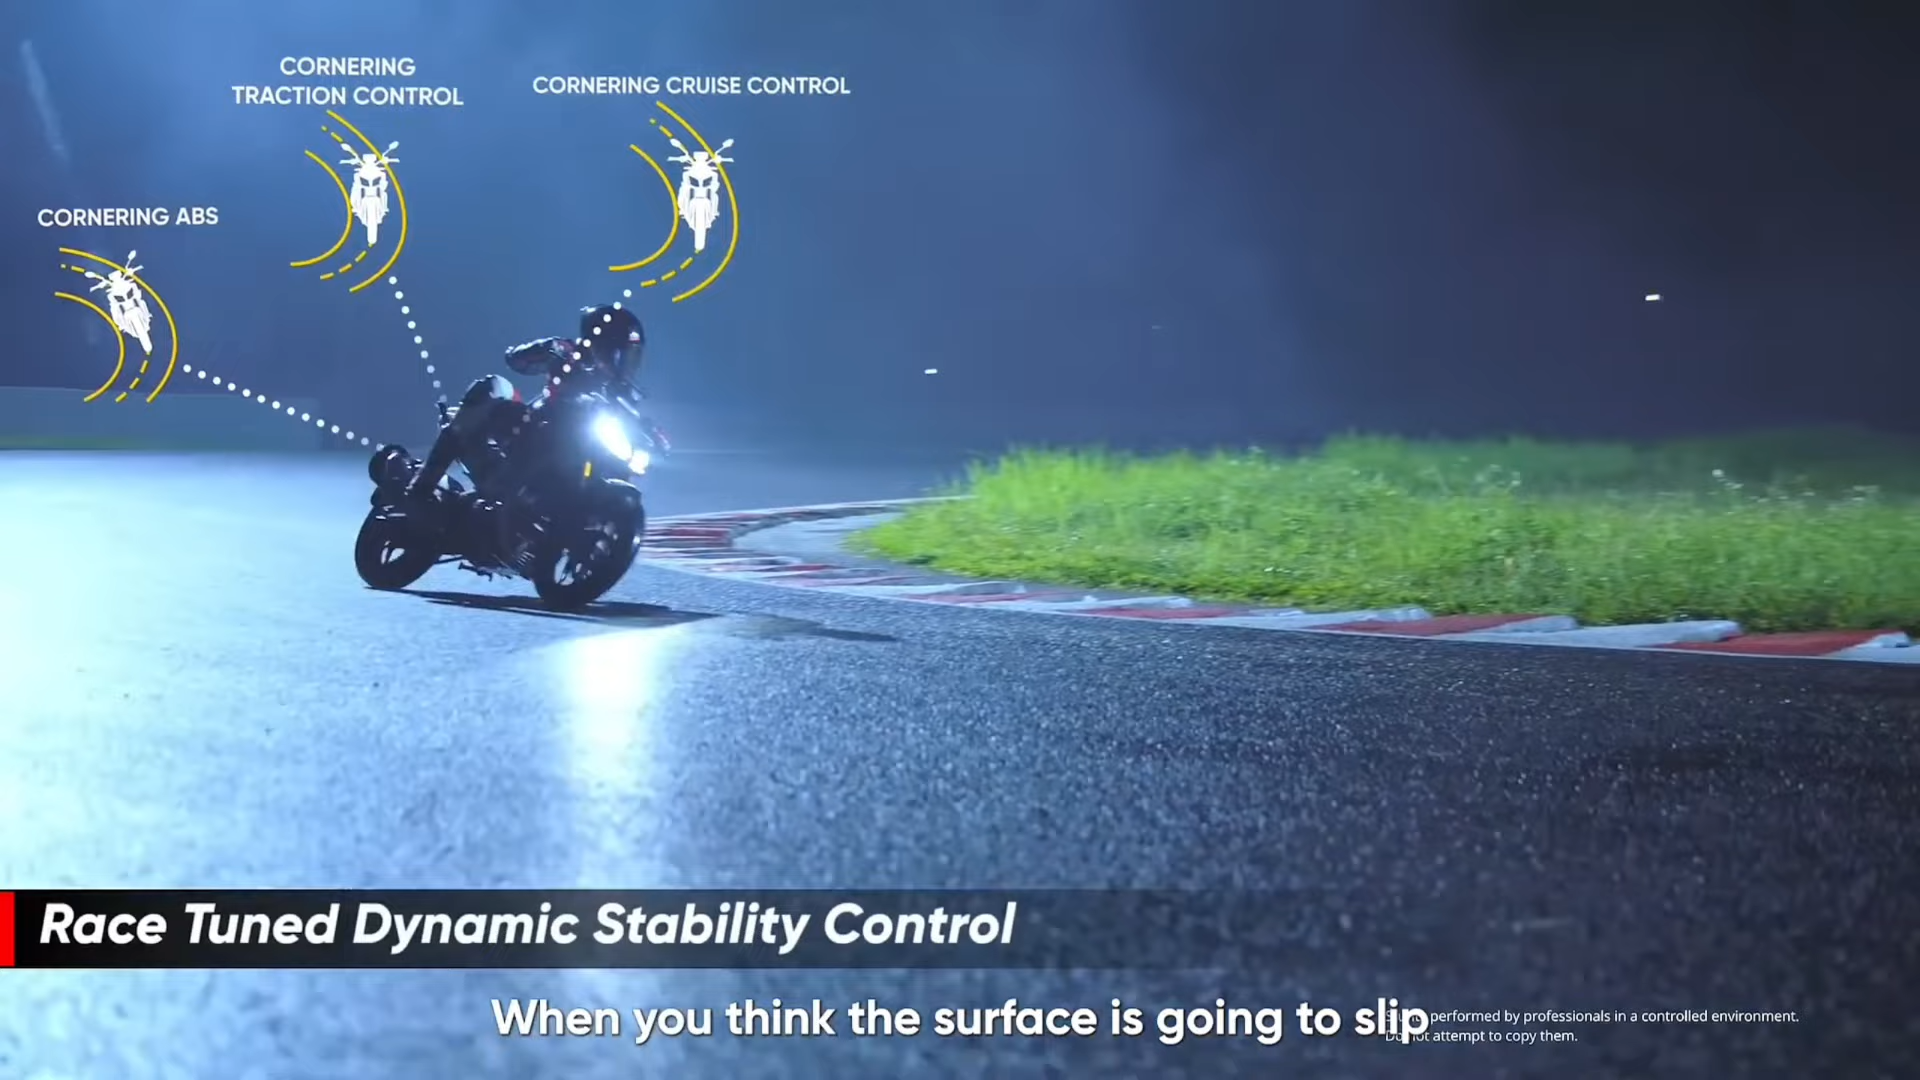 CORNERING
TRACTION CONTROL
CORNERING CRUISE CONTROL
CORNERING ABS
Race Tuned Dynamic Stability Control
When you think the surface is going to slip
performed by professionals in a controlled environment.
attempt to copy them.